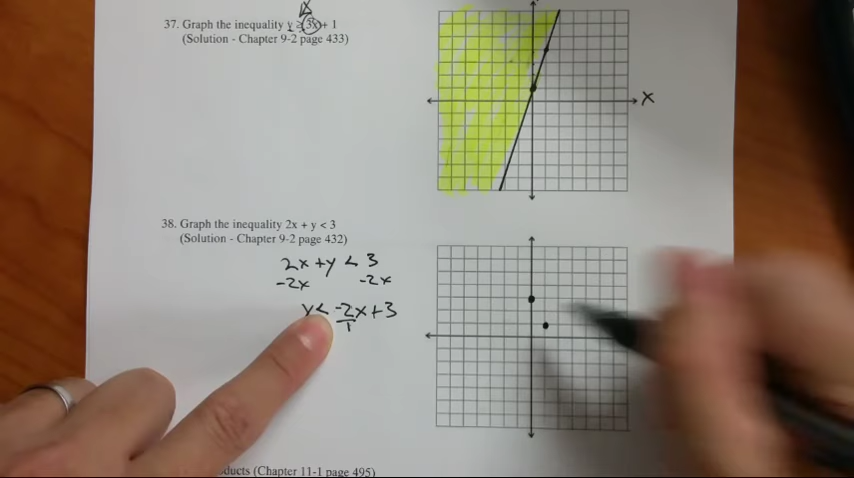 37. Graph the inequality y ≥ 3x + 1
(Solution - Chapter 9-2 page 433)
X
38. Graph the inequality 2x + y < 3
(Solution - Chapter 9-2 page 432)
2x + y < 3
-2x -2x
y < -2x + 3
1
ducts (Chapter 11-1 page 495)